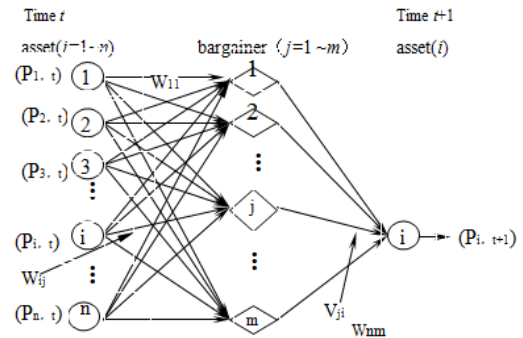 Time t
Time t+1
asset(i=1- n)
bargainer (j=1 ~m)
asset(i)
(P1, t)
1
W11
1
(P2, t)
2
2
(P3, t)
3
⋮
⋮
(Pi, t)
i
j
i
(Pi, t+1)
Wij
⋮
⋮
(Pn, t)
n
m
Vji
Wnm